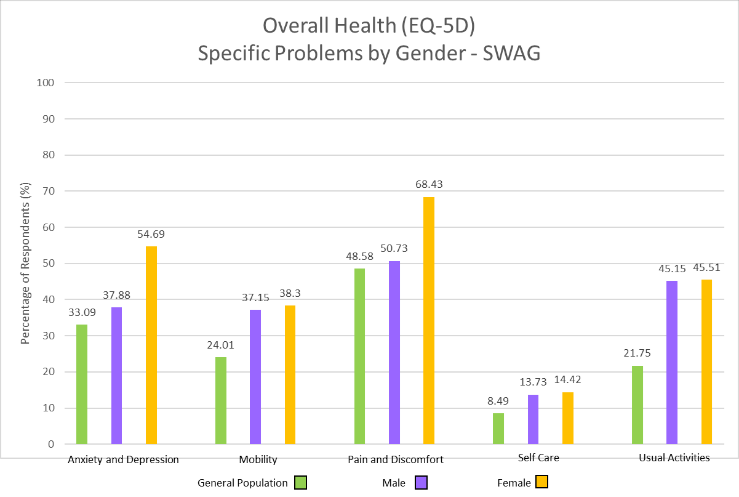 Overall Health (EQ-5D)
Specific Problems by Gender - SWAG
Percentage of Respondents (%)
100
90
80
70
60
50
40
30
20
10
0
33.09
37.88
54.69
24.01
37.15
38.3
48.58
50.73
68.43
8.49
13.73
14.42
21.75
45.15
45.51
Anxiety and Depression
Mobility
Pain and Discomfort
Self Care
Usual Activities
General Population
Male
Female